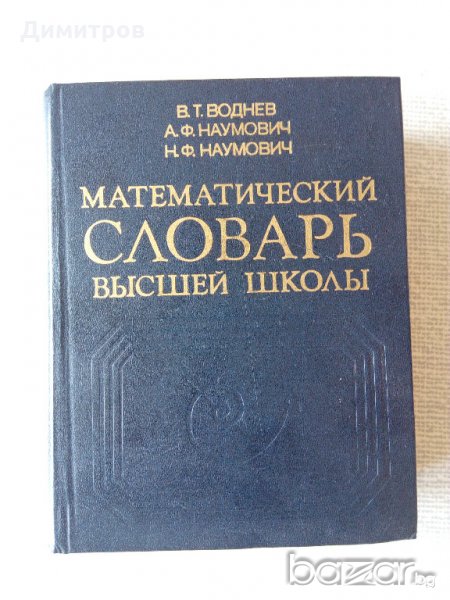 Димитров
В.Т. ВОДНЕВ
А.Ф. НАУМОВИЧ
Н.Ф. НАУМОВИЧ
МАТЕМАТИЧЕСКИЙ
СЛОВАРЬ
ВЫСШЕЙ ШКОЛЫ
bazar.bg